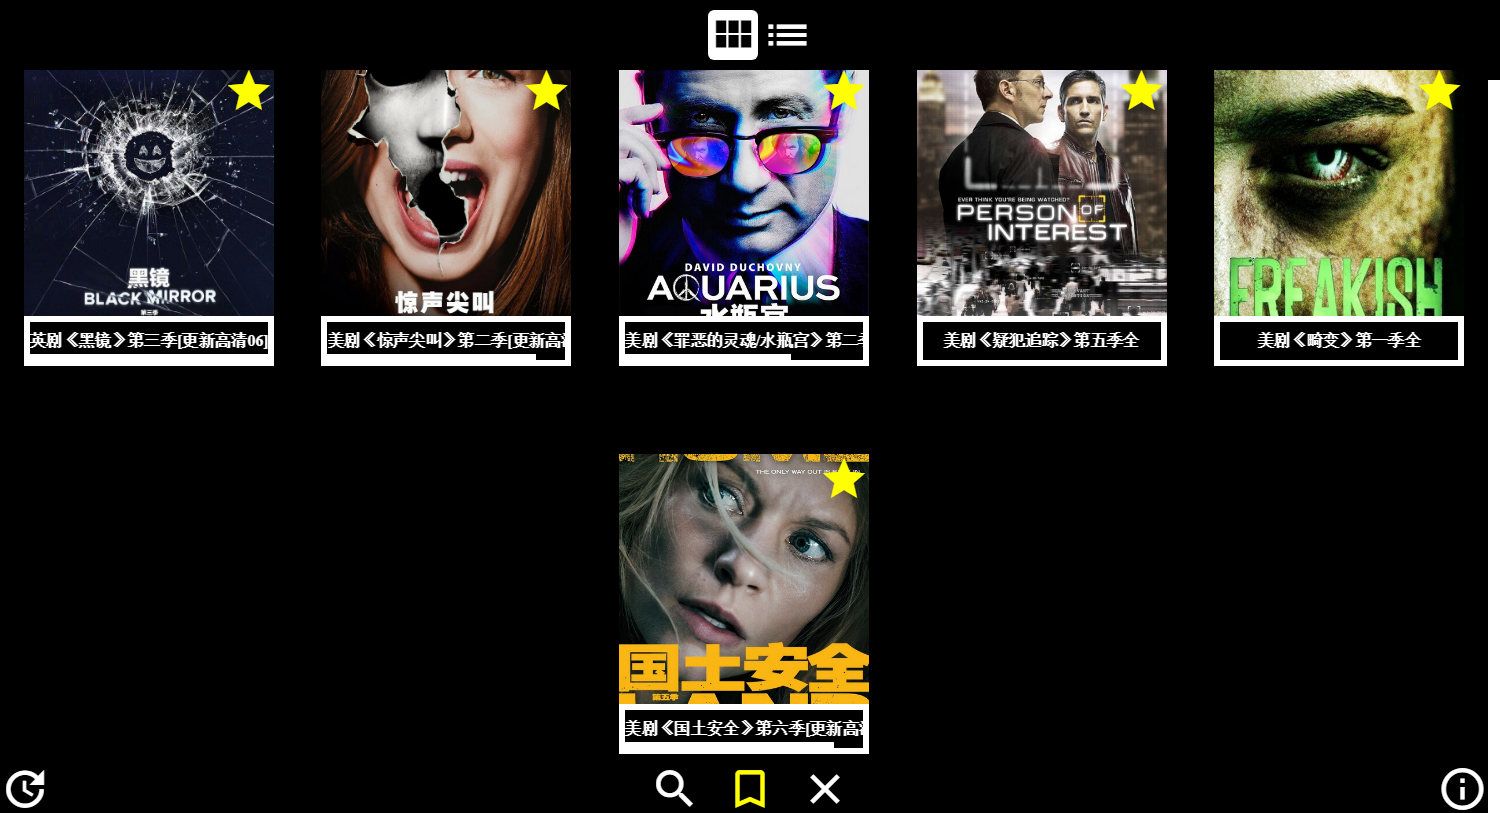 黑镜
BLACK MIRROR
第三季
英剧《黑镜》第三季[更新高清06]
惊声尖叫
美剧《惊声尖叫》第二季[更新高清
DAVID DUCHOVNY
AQUARIUS
水瓶宫
美剧《罪恶的灵魂/水瓶宫》第二季
EVER THINK YOU'RE BEING WATCHED?
PERSON OF
INTEREST
美剧《疑犯追踪》第五季全
FREAKISH
美剧《畸变》第一季全
THE ONLY WAY OUT IS
国土安全
第五季
LAND
美剧《国土安全》第六季[更新高清